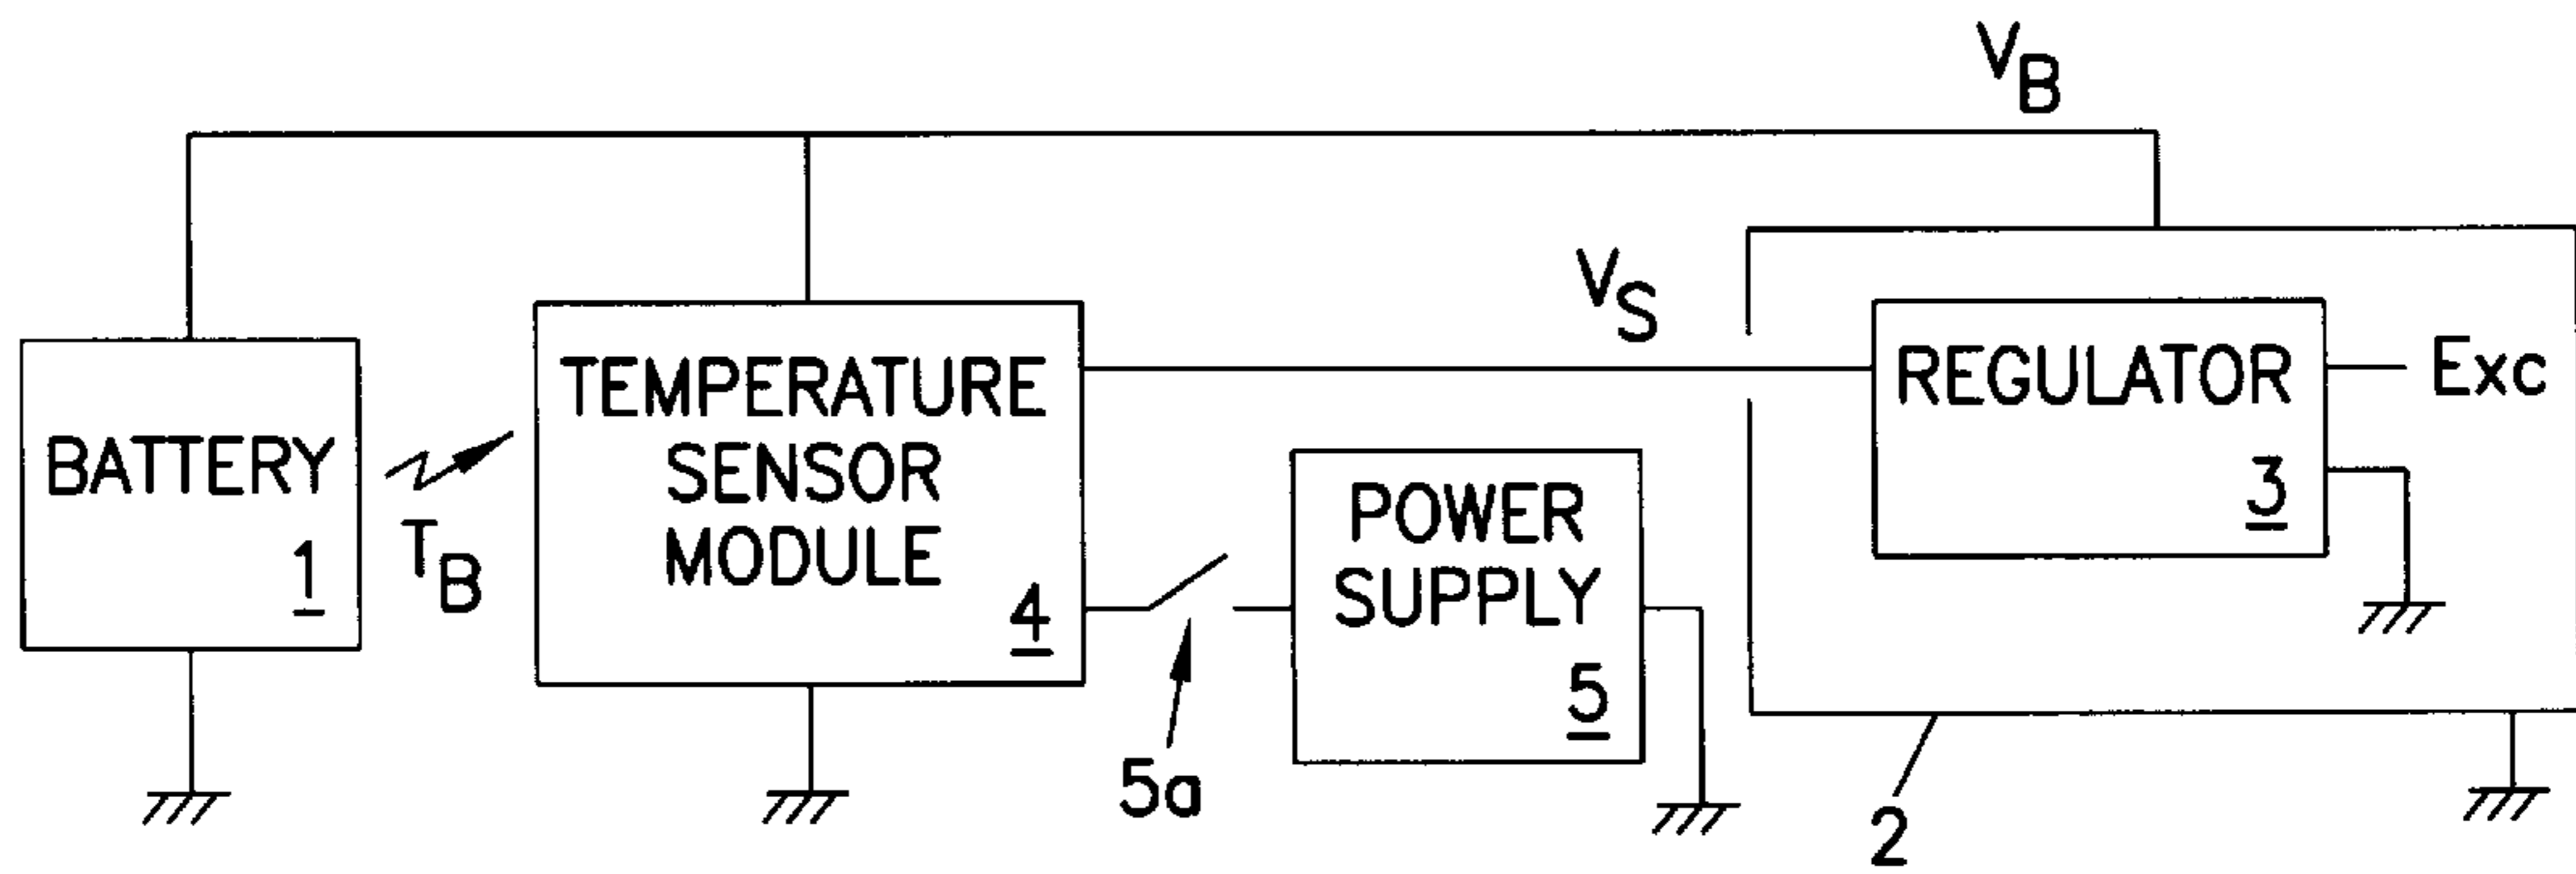 V_B
V_S
BATTERY
1
T_B
TEMPERATURE
SENSOR
MODULE
4
5a
POWER
SUPPLY
5
REGULATOR
3
Exc
2